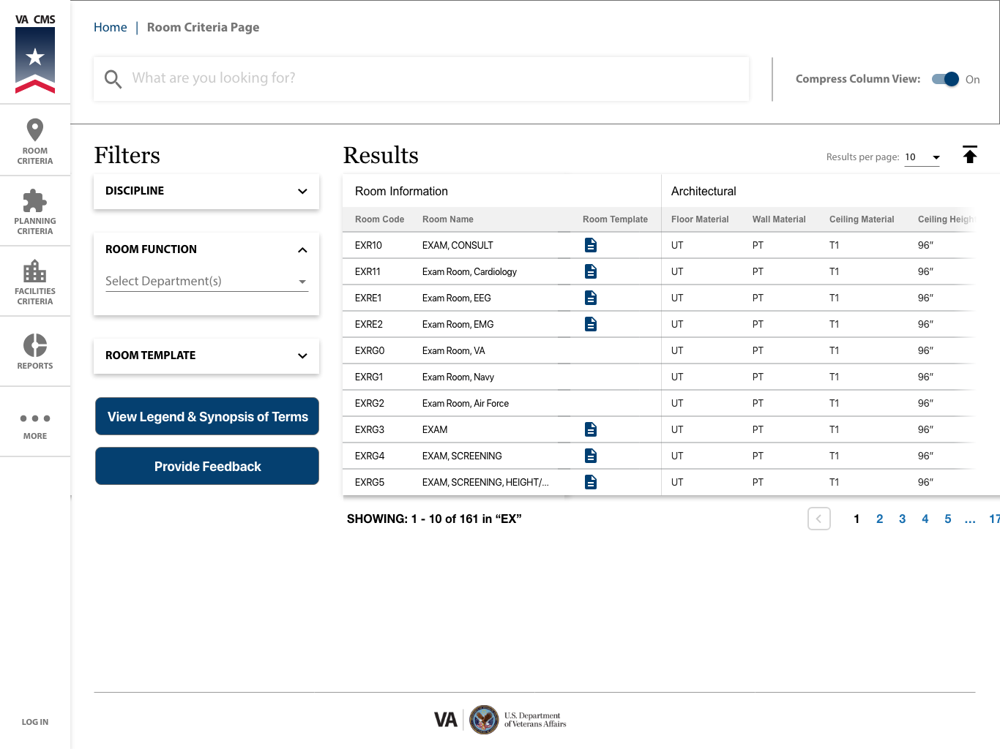 VA CMS
ROOM
CRITERIA
PLANNING
CRITERIA
FACILITIES
CRITERIA
REPORTS
MORE
LOG IN
Home | Room Criteria Page
What are you looking for?
Compress Column View: On
Filters
DISCIPLINE
ROOM FUNCTION
Select Department(s)
ROOM TEMPLATE
View Legend & Synopsis of Terms
Provide Feedback
Results
Results per page: 10
Room Information Architectural
Room Code Room Name Room Template Floor Material Wall Material Ceiling Material Ceiling Heigh
EXR10 EXAM, CONSULT UT PT T1 96”
EXR11 Exam Room, Cardiology UT PT T1 96”
EXRE1 Exam Room, EEG UT PT T1 96”
EXRE2 Exam Room, EMG UT PT T1 96”
EXRG0 Exam Room, VA UT PT T1 96”
EXRG1 Exam Room, Navy UT PT T1 96”
EXRG2 Exam Room, Air Force UT PT T1 96”
EXRG3 EXAM UT PT T1 96”
EXRG4 EXAM, SCREENING UT PT T1 96”
EXRG5 EXAM, SCREENING, HEIGHT/... UT PT T1 96”
SHOWING: 1 - 10 of 161 in “EX” 1 2 3 4 5 ... 17
VA U.S. Department
of Veterans Affairs